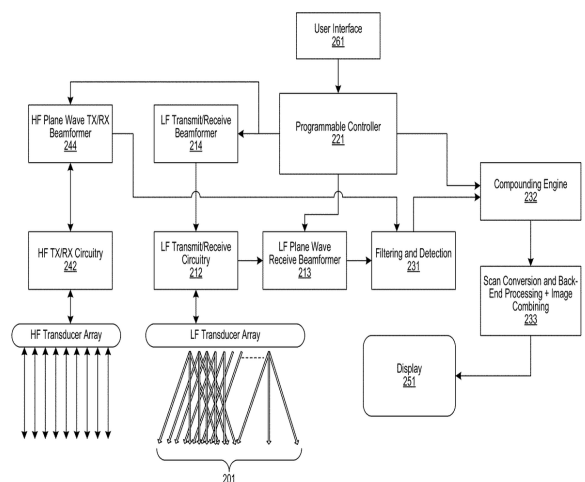 User Interface
261
HF Plane Wave TX/RX
Beamformer
244
LF Transmit/Receive
Beamformer
214
Programmable Controller
221
Compounding Engine
232
HF TX/RX Circuitry
242
LF Transmit/Receive
Circuitry
212
LF Plane Wave
Receive Beamformer
213
Filtering and Detection
231
Scan Conversion and Back-
End Processing + Image
Combining
233
HF Transducer Array
LF Transducer Array
Display
251
201